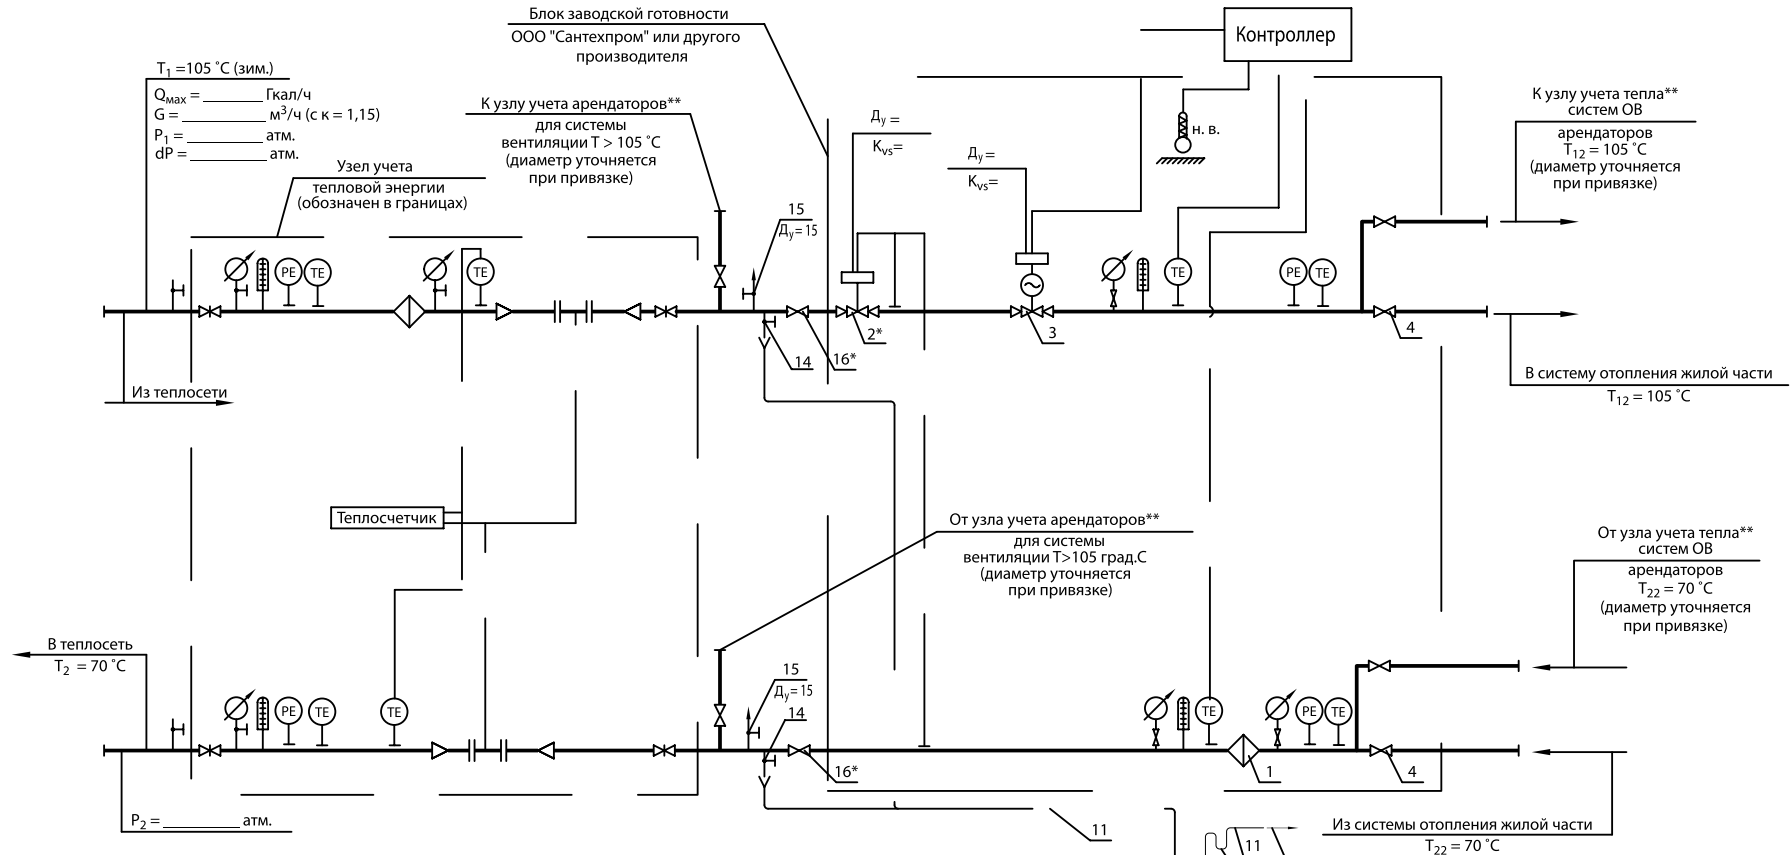 Блок заводской готовности
ООО "Сантехпром" или другого
производителя
Контроллер
T1 =105 ˚C (зим.)
Qмах = ________ Гкал/ч
G = ___________ м³/ч (с к = 1,15)
P1 = __________ атм.
dP = __________ атм.
К узлу учета арендаторов**
для системы
вентиляции T > 105 ˚C
(диаметр уточняется
при привязке)
Узел учета
тепловой энергии
(обозначен в границах)
Ду =
Kvs=
Ду =
Kvs=
н. в.
К узлу учета тепла**
систем ОВ
арендаторов
T12 = 105 ˚C
(диаметр уточняется
при привязке)
15
Ду=15
PE
TE
TE
TE
PE
TE
2*
3
4
14
16*
Из теплосети
В систему отопления жилой части
T12 = 105 ˚C
Теплосчетчик
От узла учета арендаторов**
для системы
вентиляции T>105 град.C
(диаметр уточняется
при привязке)
От узла учета тепла**
систем ОВ
арендаторов
T22 = 70 ˚C
(диаметр уточняется
при привязке)
В теплосеть
T2 = 70 ˚C
15
Ду=15
14
PE
TE
TE
TE
PE
TE
16*
1
4
P2 = __________ атм.
11
11
Из системы отопления жилой части
T22 = 70 ˚C